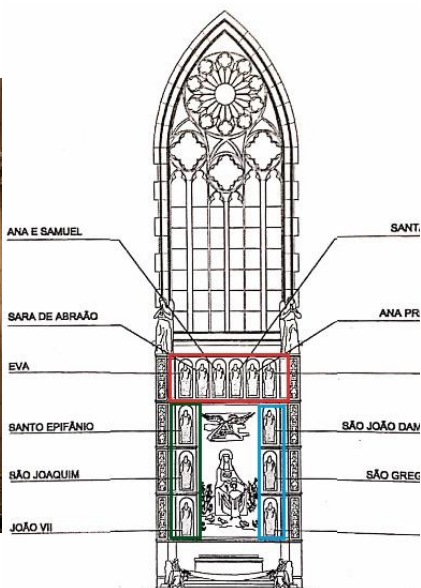 ANA E SAMUEL
SANTA
SARA DE ABRAÃO
ANA PR
EVA
SANTO EPIFÂNIO
SÃO JOÃO DAM
SÃO JOAQUIM
SÃO GREG
JOÃO VII